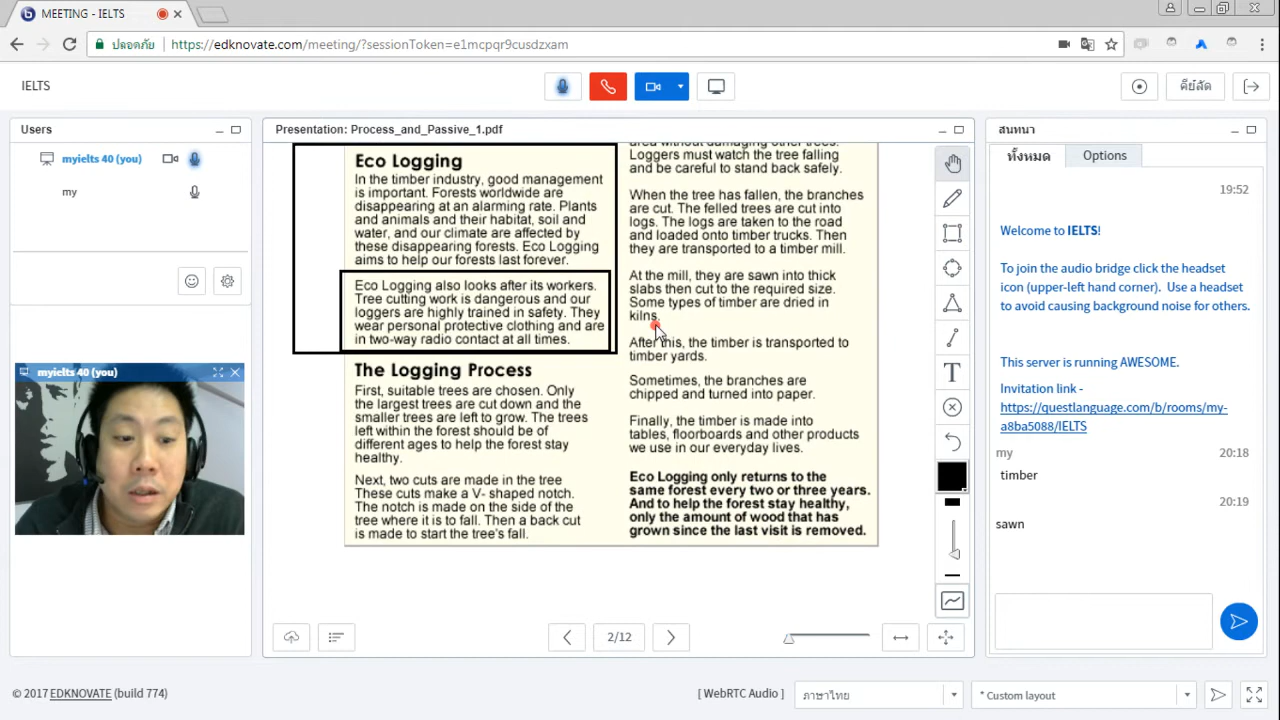 MEETING - IELTS
ปลอดภัย
https://edknovate.com/meeting/?sessionToken=e1mcpqr9cusdzxam
IELTS
คีย์ลัด
Users
myielts 40 (you)
my
myielts 40 (you)
Presentation: Process_and_Passive_1.pdf
Eco Logging
In the timber industry, good management
is important. Forests worldwide are
disappearing at an alarming rate. Plants
and animals and their habitat, soil and
water, and our climate are affected by
these disappearing forests. Eco Logging
aims to help our forests last forever.
Eco Logging also looks after its workers.
Tree cutting work is dangerous and our
loggers are highly trained in safety. They
wear personal protective clothing and are
in two-way radio contact at all times.
The Logging Process
First, suitable trees are chosen. Only
the largest trees are cut down and the
smaller trees are left to grow. The trees
left within the forest should be of
different ages to help the forest stay
healthy.
Next, two cuts are made in the tree
These cuts make a V- shaped notch.
The notch is made on the side of the
tree where it is to fall. Then a back cut
is made to start the tree's fall.
area without damaging other trees.
Loggers must watch the tree falling
and be careful to stand back safely.
When the tree has fallen, the branches
are cut. The felled trees are cut into
logs. The logs are taken to the road
and loaded onto timber trucks. Then
they are transported to a timber mill.
At the mill, they are sawn into thick
slabs then cut to the required size.
Some types of timber are dried in
kilns.
After this, the timber is transported to
timber yards.
Sometimes, the branches are
chipped and turned into paper.
Finally, the timber is made into
tables, floorboards and other products
we use in our everyday lives.
Eco Logging only returns to the
same forest every two or three years.
And to help the forest stay healthy,
only the amount of wood that has
grown since the last visit is removed.
T
2/12
สนทนา
ทั้งหมด
Options
19:52
Welcome to IELTS!
To join the audio bridge click the headset
icon (upper-left hand corner). Use a headset
to avoid causing background noise for others.
This server is running AWESOME.
Invitation link -
https://questlanguage.com/b/rooms/my-
a8ba5088/IELTS
my 20:18
timber
20:19
sawn
© 2017 EDKNOVATE (build 774)
[ WebRTC Audio ]
ภาษาไทย
* Custom layout